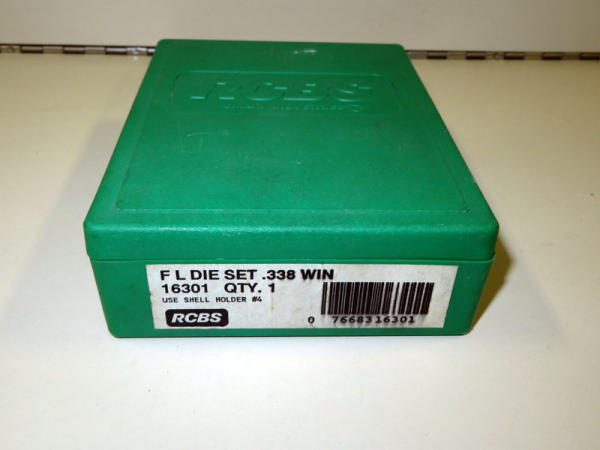 RCBS
F L DIE SET .338 WIN
16301 QTY. 1
USE SHELL HOLDER #4
RCBS
0 7668316301